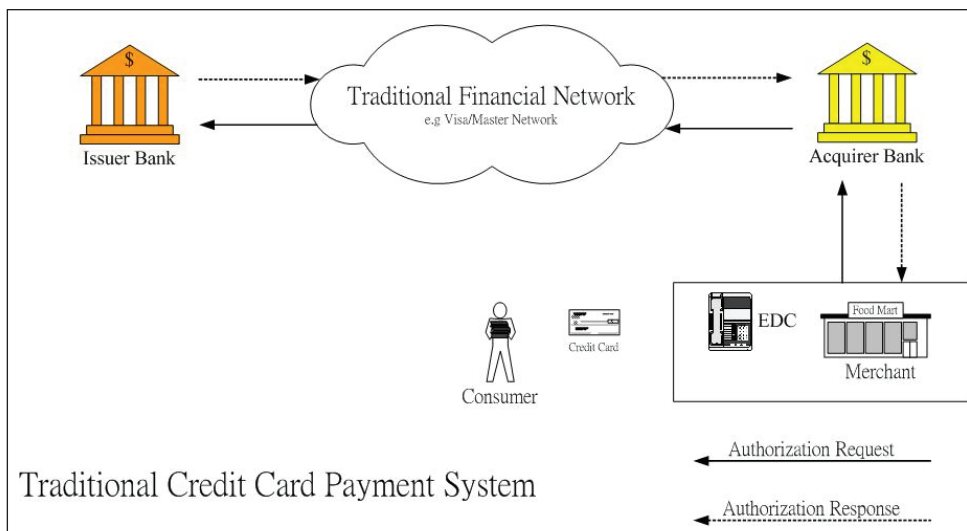 $
$
Traditional Financial Network
e.g Visa/Master Network
Issuer Bank
Acquirer Bank
EDC
Food Mart
Credit Card
Merchant
Consumer
Authorization Request
Traditional Credit Card Payment System
Authorization Response